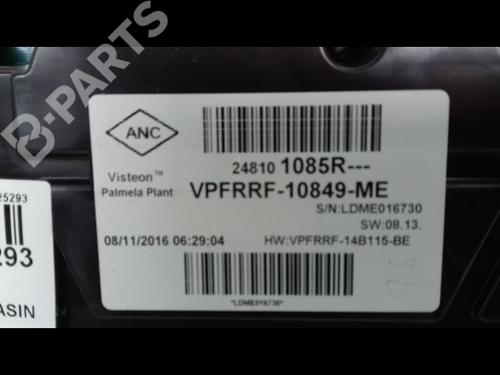 B-PARTS
ANC
Visteon™
Palmela Plant
24810 1085R---
VPFRRF-10849-ME
S/N:LDME016730
SW:08.13.
08/11/2016 06:29:04
HW:VPFRRF-14B115-BE
"LDME016730"
25293
293
ASIN